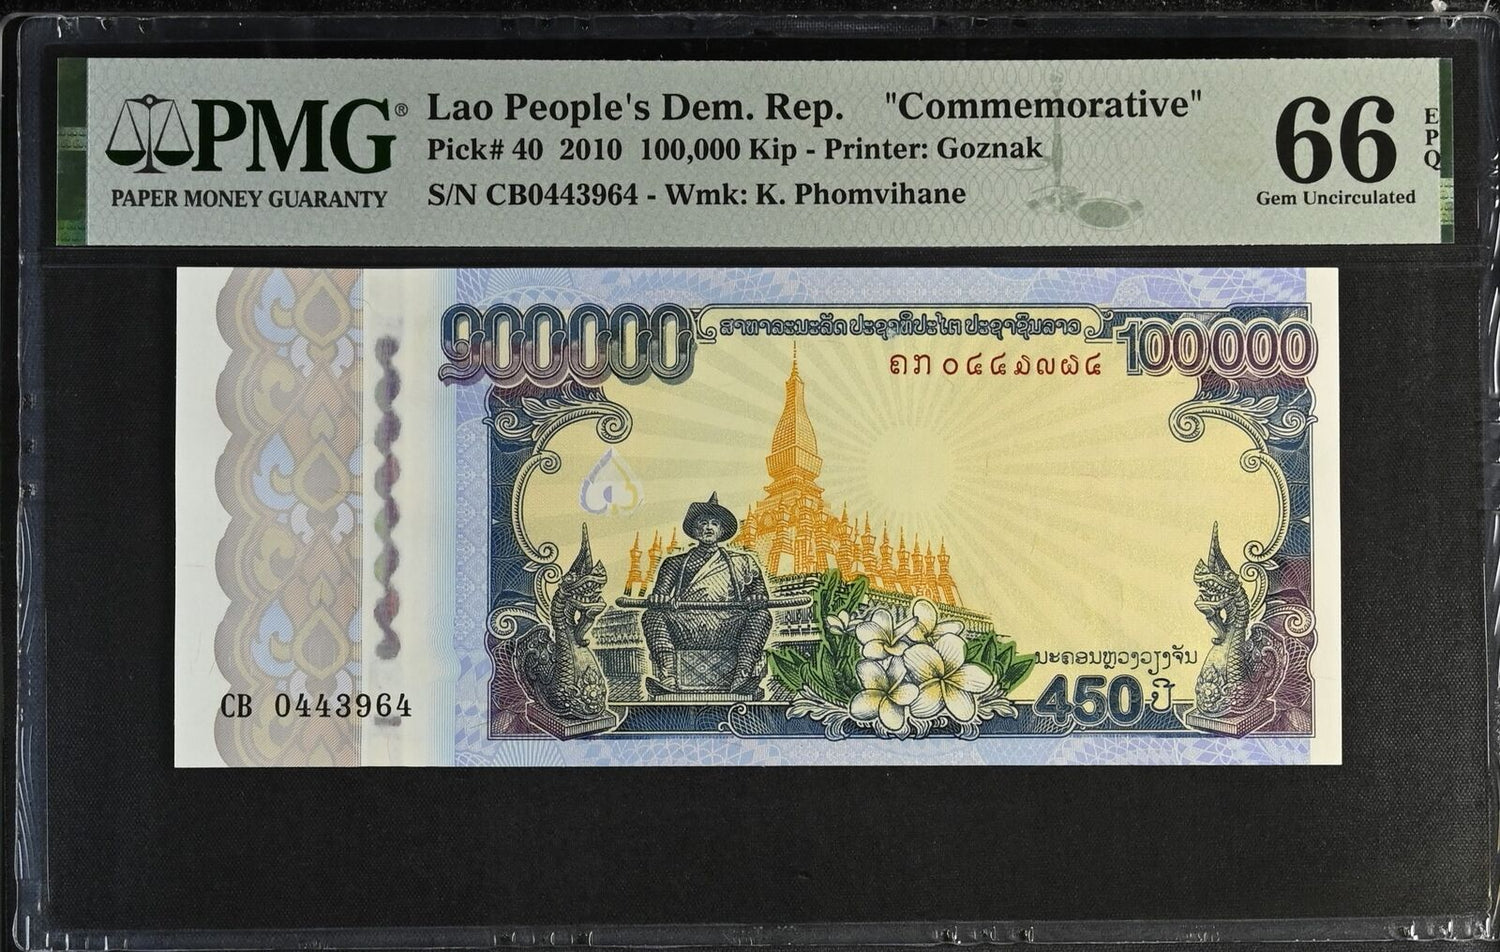 PMG®
PAPER MONEY GUARANTY
Lao People's Dem. Rep. "Commemorative"
Pick# 40 2010 100,000 Kip - Printer: Goznak
S/N CB0443964 - Wmk: K. Phomvihane
66
EPQ
Gem Uncirculated
໑໐໐໐໐໐
ສາທາລະນະລັດ ປະຊາທິປະໄຕ ປະຊາຊົນລາວ
100000
ຄກ ໐໔໔໓໙໖໔
ນະຄອນຫຼວງວຽງຈັນ
450 ປີ
CB 0443964